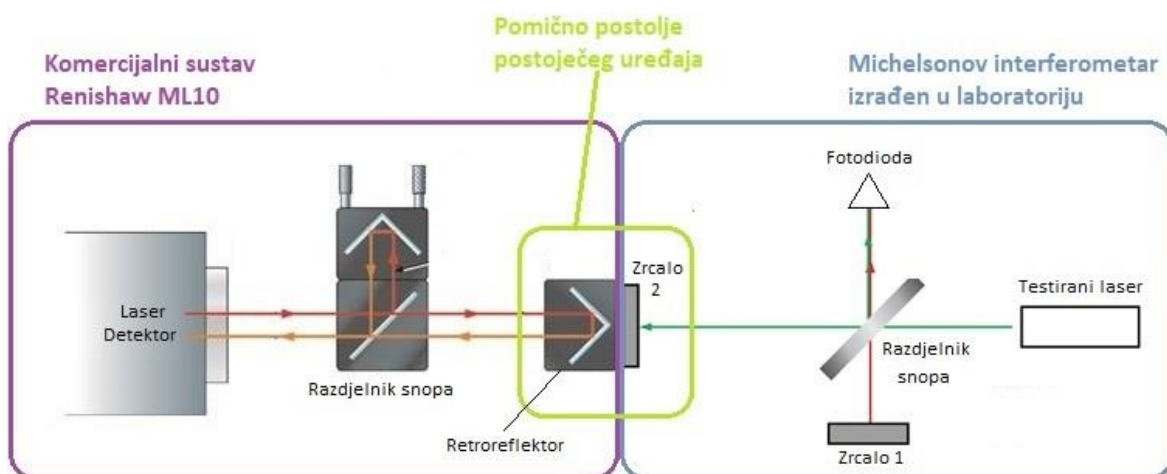 Pomično postolje
postojećeg uređaja
Komercijalni sustav
Renishaw ML10
Michelsonov interferometar
izrađen u laboratoriju
Fotodioda
Zrcalo
2
Testirani laser
Laser
Detektor
Razdjelnik
snopa
Razdjelnik snopa
Retroreflektor
Zrcalo 1